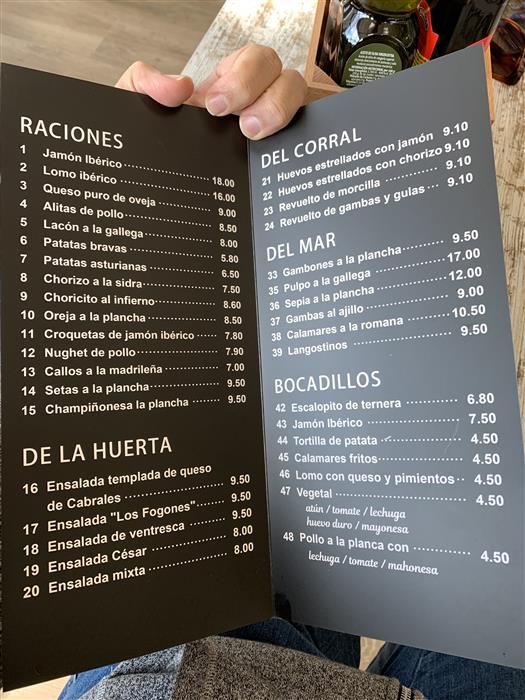 RACIONES
1 Jamón Ibérico 18.00
2 Lomo ibérico 16.00
3 Queso puro de oveja 9.00
4 Alitas de pollo 8.50
5 Lacón a la gallega 8.00
6 Patatas bravas 5.80
7 Patatas asturianas 6.50
8 Chorizo a la sidra 7.50
9 Choricito al infierno 8.60
10 Oreja a la plancha 8.50
11 Croquetas de jamón ibérico 7.80
12 Nughet de pollo 7.90
13 Callos a la madrileña 7.00
14 Setas a la plancha 9.50
15 Champiñonesa la plancha 9.50
DE LA HUERTA
16 Ensalada templada de queso
de Cabrales 9.50
17 Ensalada "Los Fogones" 9.50
18 Ensalada de ventresca 9.50
19 Ensalada César 8.00
20 Ensalada mixta 8.00
DEL CORRAL
21 Huevos estrellados con jamón 9.10
22 Huevos estrellados con chorizo 9.10
23 Revuelto de morcilla 9.10
24 Revuelto de gambas y gulas 9.10
DEL MAR
33 Gambones a la plancha 9.50
35 Pulpo a la gallega 17.00
36 Sepia a la plancha 12.00
37 Gambas al ajillo 9.00
38 Calamares a la romana 10.50
39 Langostinos 9.50
BOCADILLOS
42 Escalopito de ternera 6.80
43 Jamón Ibérico 7.50
44 Tortilla de patata 4.50
45 Calamares fritos 4.50
46 Lomo con queso y pimientos 4.50
47 Vegetal 4.50
atún / tomate / lechuga
huevo duro / mayonesa
48 Pollo a la planca con 4.50
lechuga / tomate / mahonesa